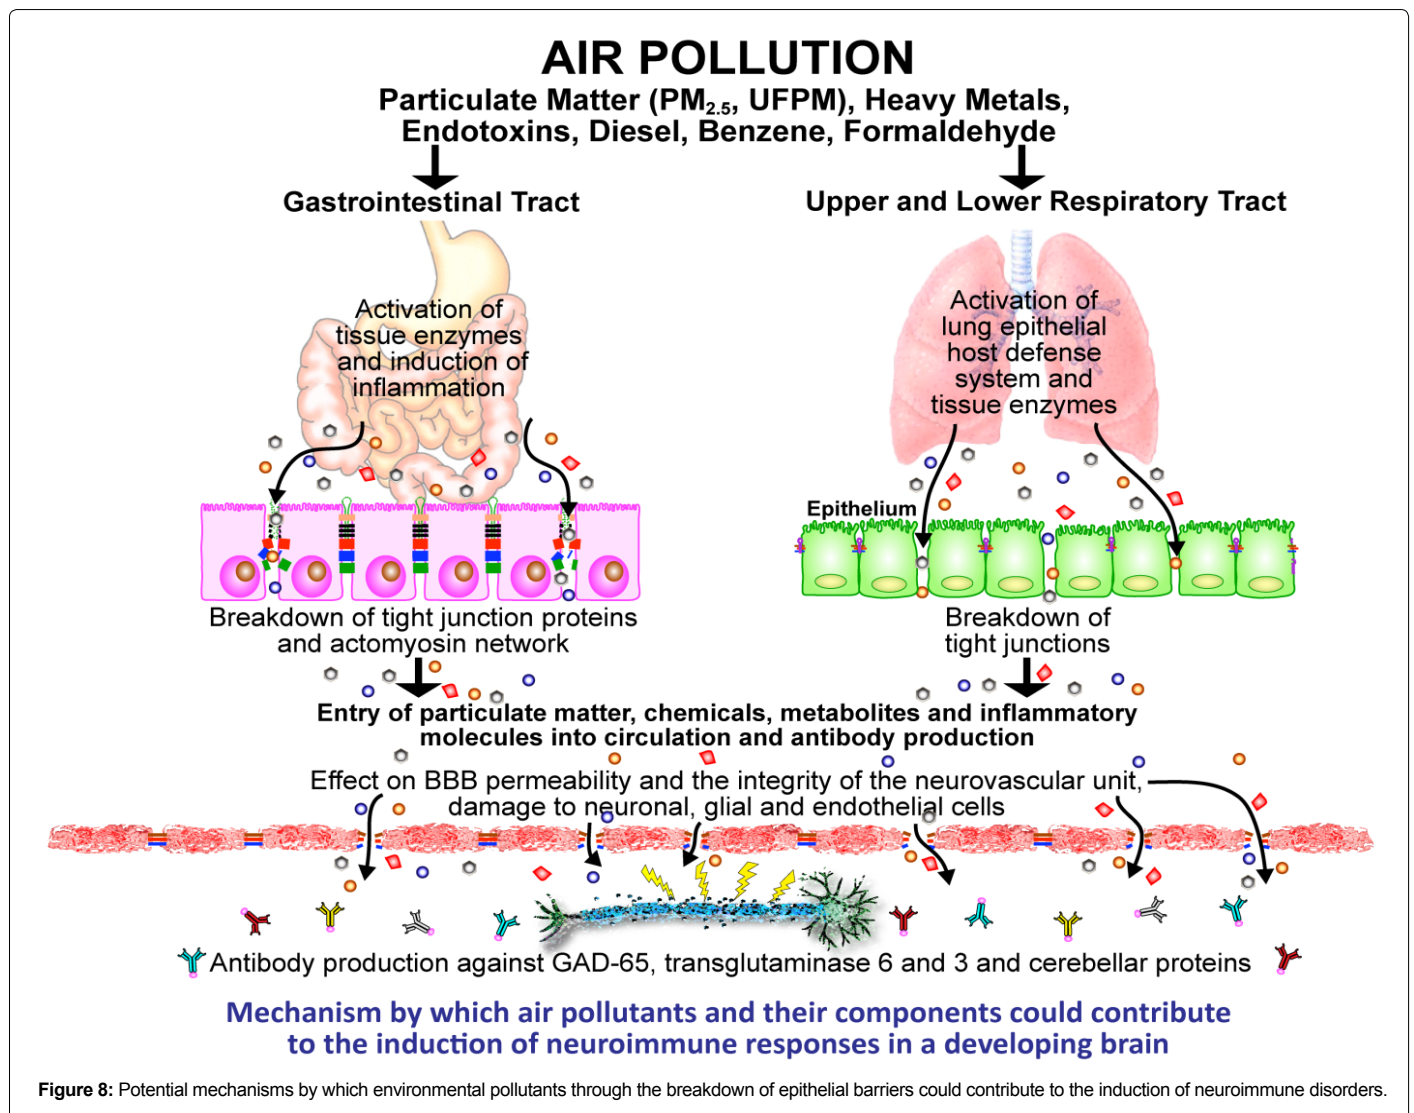 AIR POLLUTION
Particulate Matter (PM2.5, UFPM), Heavy Metals,
Endotoxins, Diesel, Benzene, Formaldehyde
Gastrointestinal Tract
Upper and Lower Respiratory Tract
Activation of
tissue enzymes
and induction of
inflammation
Activation of
lung epithelial
host defense
system and
tissue enzymes
Epithelium
Breakdown of tight junction proteins
and actomyosin network
Breakdown of
tight junctions
Entry of particulate matter, chemicals, metabolites and inflammatory
molecules into circulation and antibody production
Effect on BBB permeability and the integrity of the neurovascular unit,
damage to neuronal, glial and endothelial cells
Antibody production against GAD-65, transglutaminase 6 and 3 and cerebellar proteins
Mechanism by which air pollutants and their components could contribute
to the induction of neuroimmune responses in a developing brain
Figure 8: Potential mechanisms by which environmental pollutants through the breakdown of epithelial barriers could contribute to the induction of neuroimmune disorders.